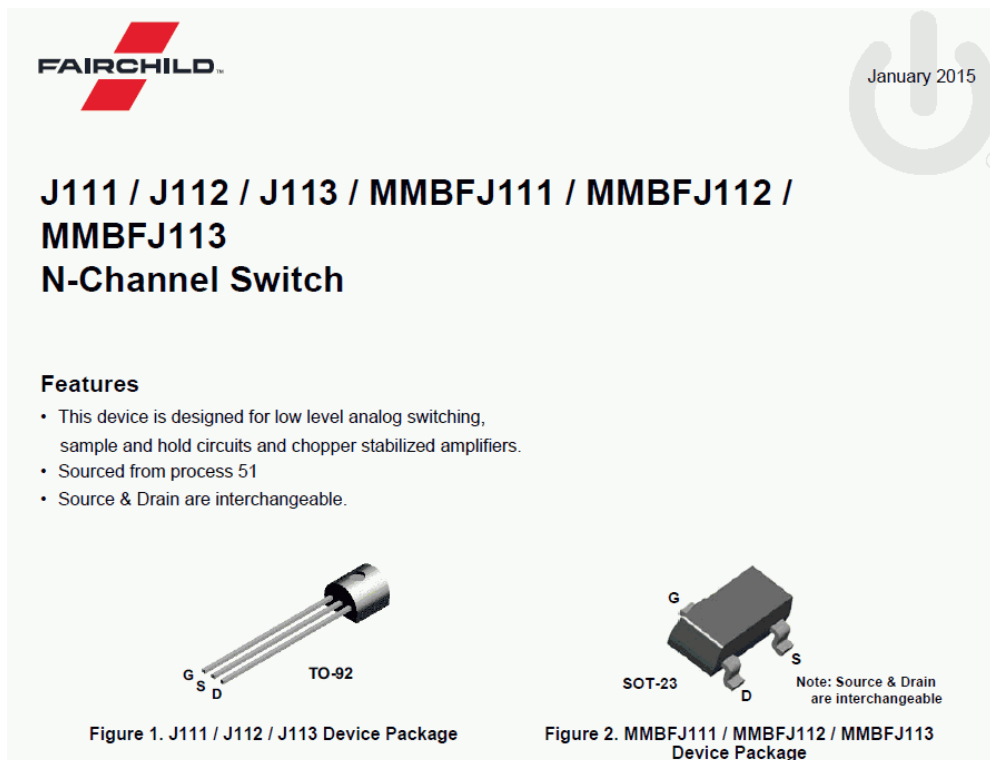 FAIRCHILD™
January 2015
J111 / J112 / J113 / MMBFJ111 / MMBFJ112 /
MMBFJ113
N-Channel Switch
Features
• This device is designed for low level analog switching,
sample and hold circuits and chopper stabilized amplifiers.
• Sourced from process 51
• Source & Drain are interchangeable.
G
S
D
TO-92
Figure 1. J111 / J112 / J113 Device Package
G
S
D
SOT-23
Note: Source & Drain
are interchangeable
Figure 2. MMBFJ111 / MMBFJ112 / MMBFJ113
Device Package